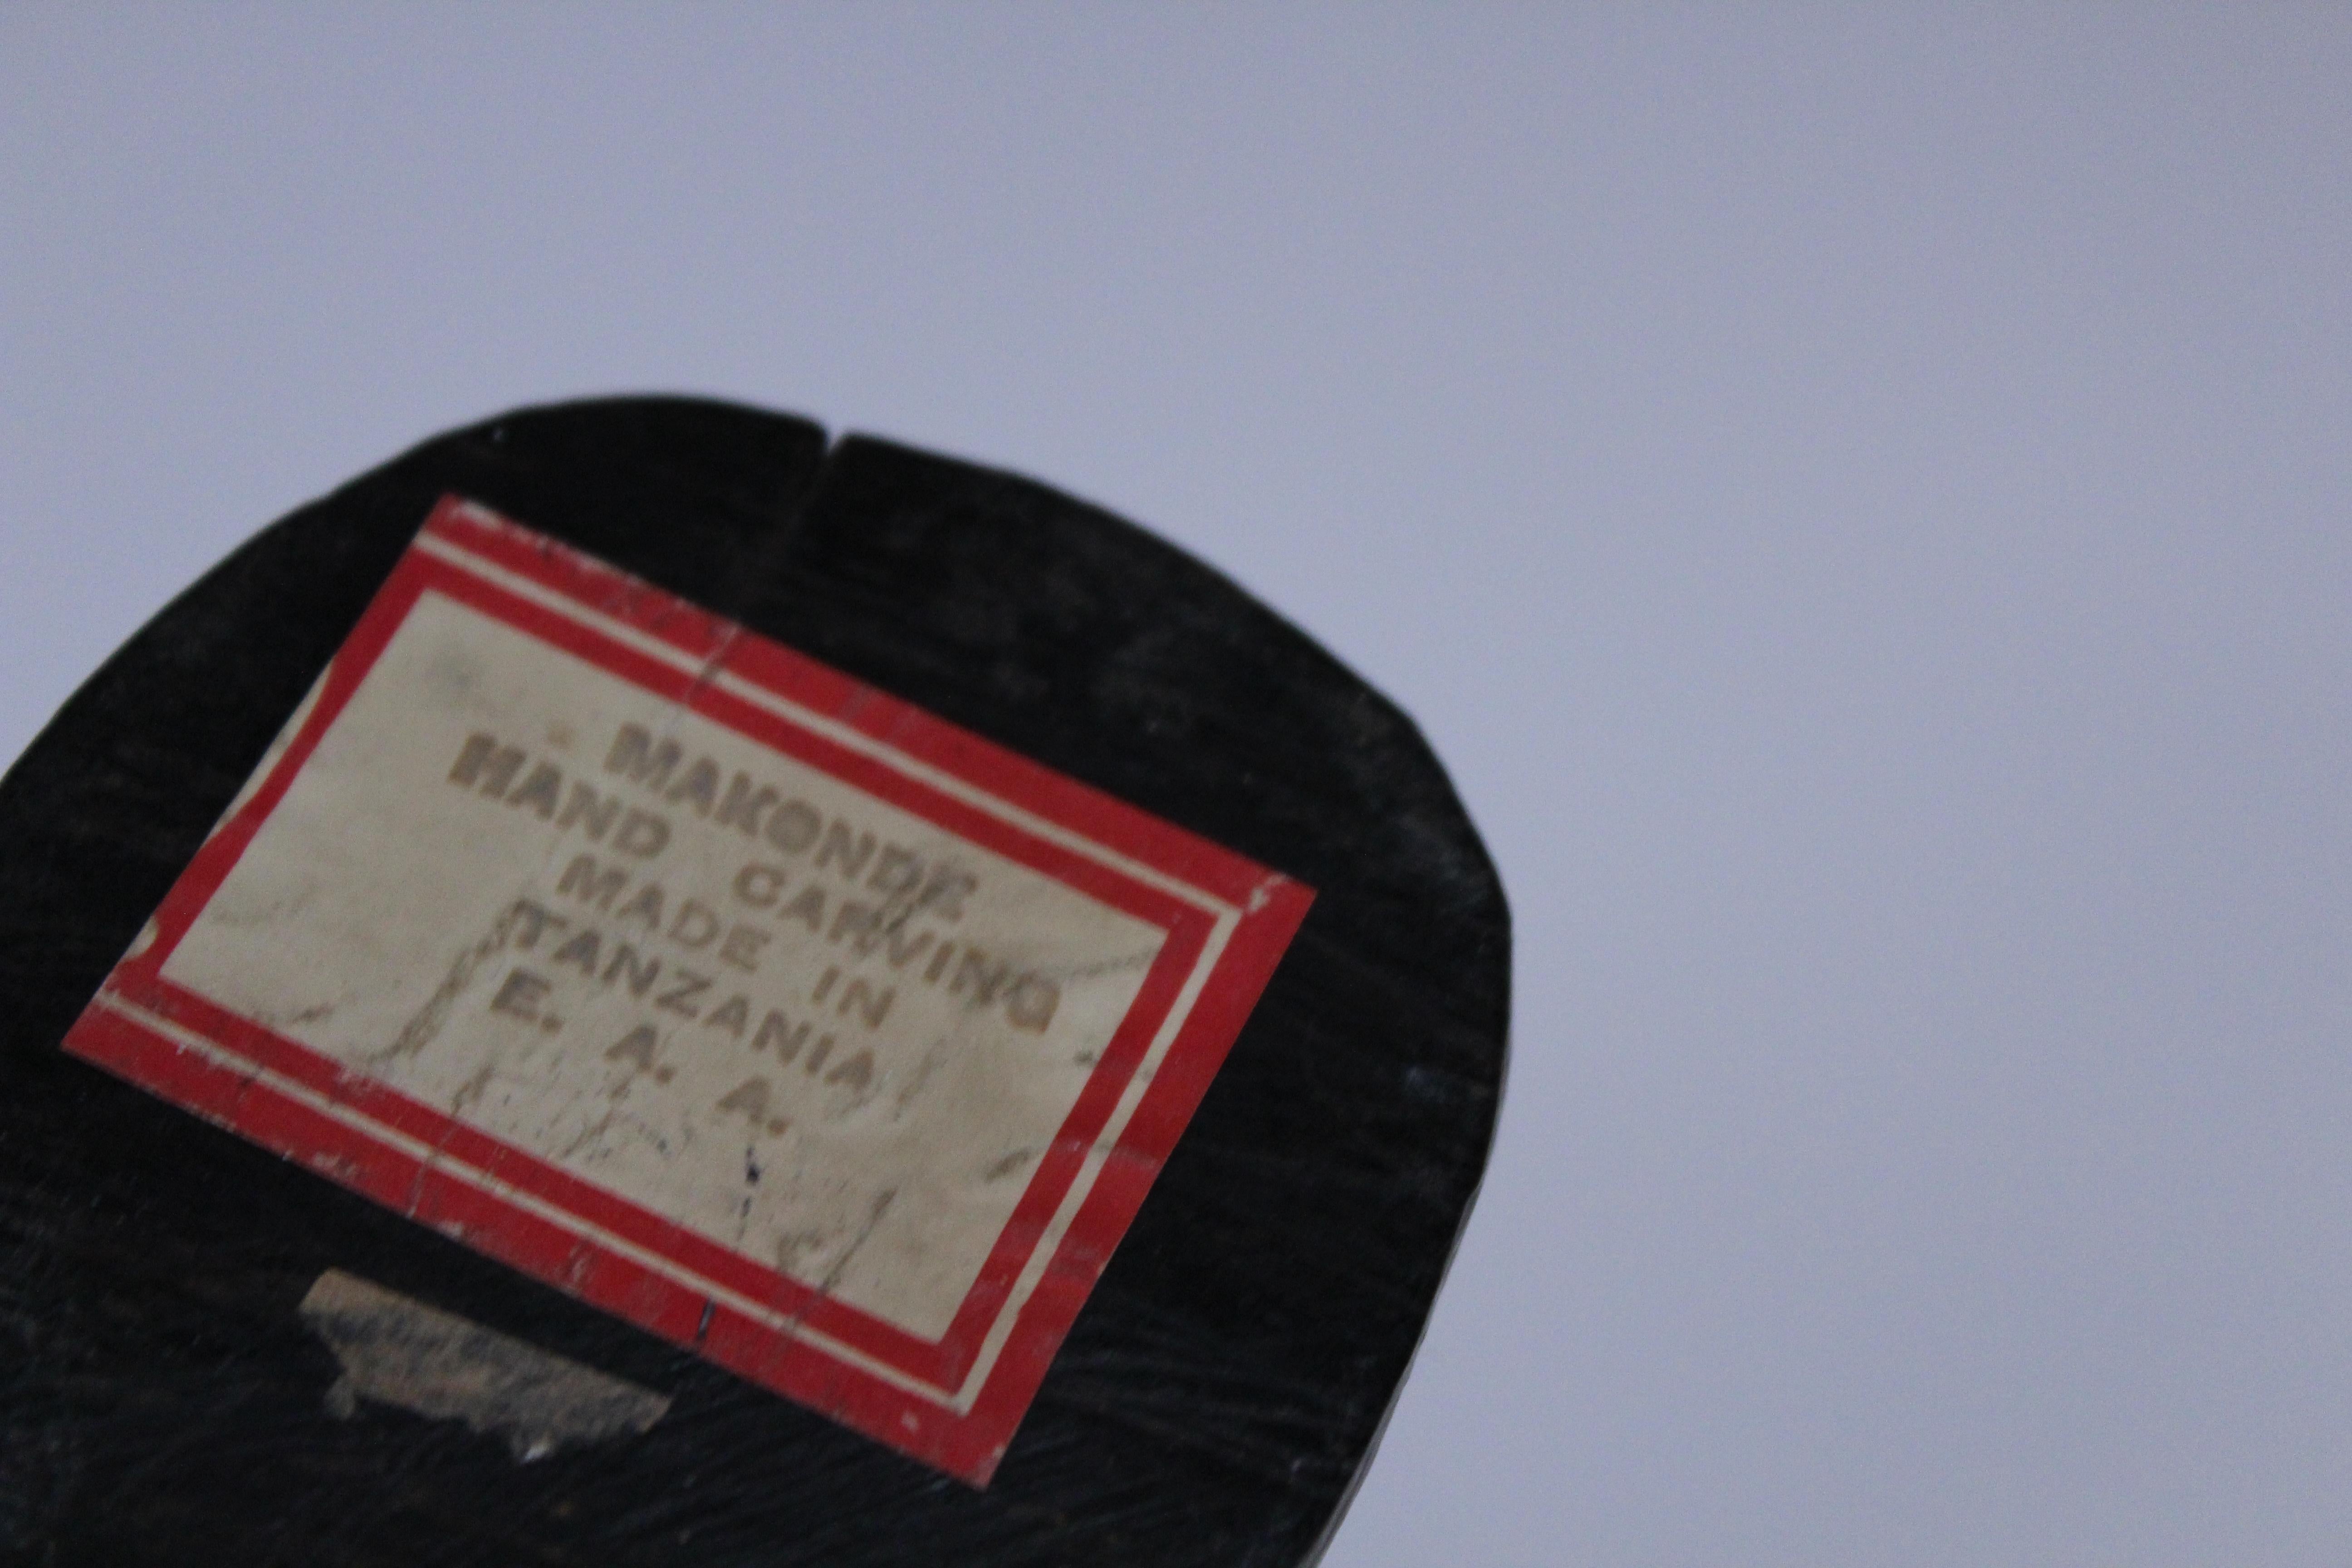 MAKONDE
HAND CARVING
MADE IN
TANZANIA
E. A. A.